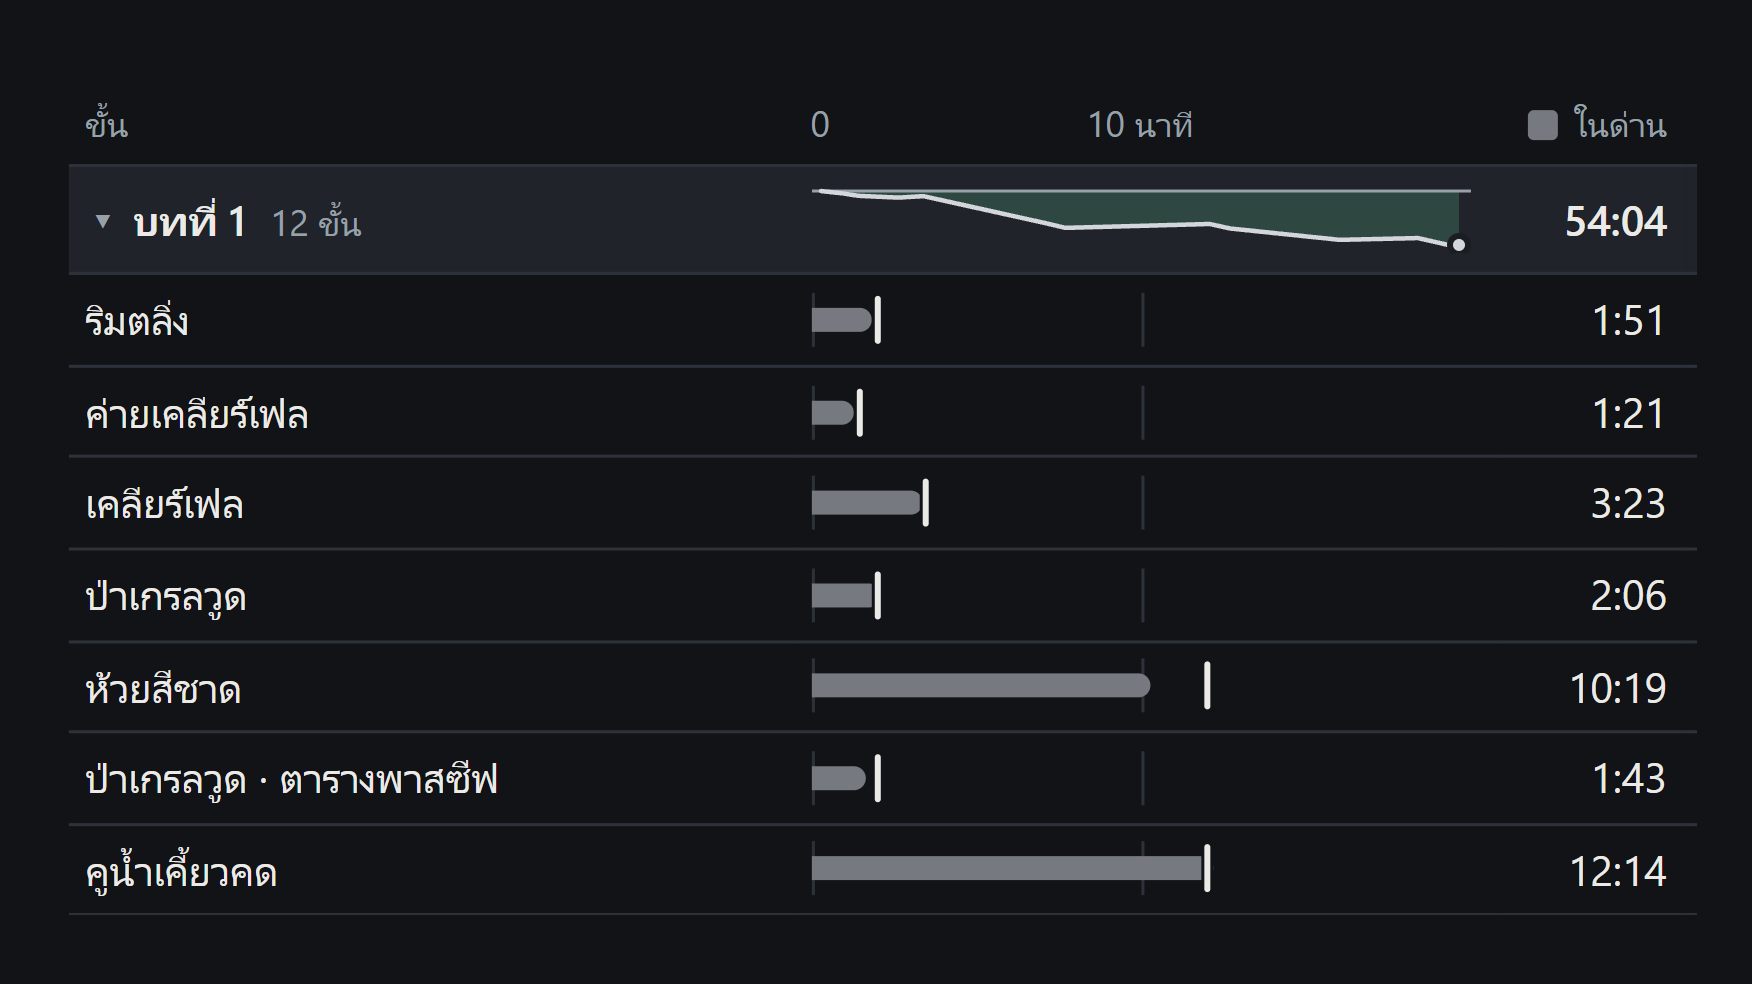 ขั้น 0 10 นาที ในด่าน
บทที่ 1 12 ขั้น 54:04
ริมตลิ่ง 1:51
ค่ายเคลียร์เฟล 1:21
เคลียร์เฟล 3:23
ป่าเกรลวูด 2:06
ห้วยสีชาด 10:19
ป่าเกรลวูด · ตารางพาสซีฟ 1:43
คูน้ำเคี้ยวคด 12:14